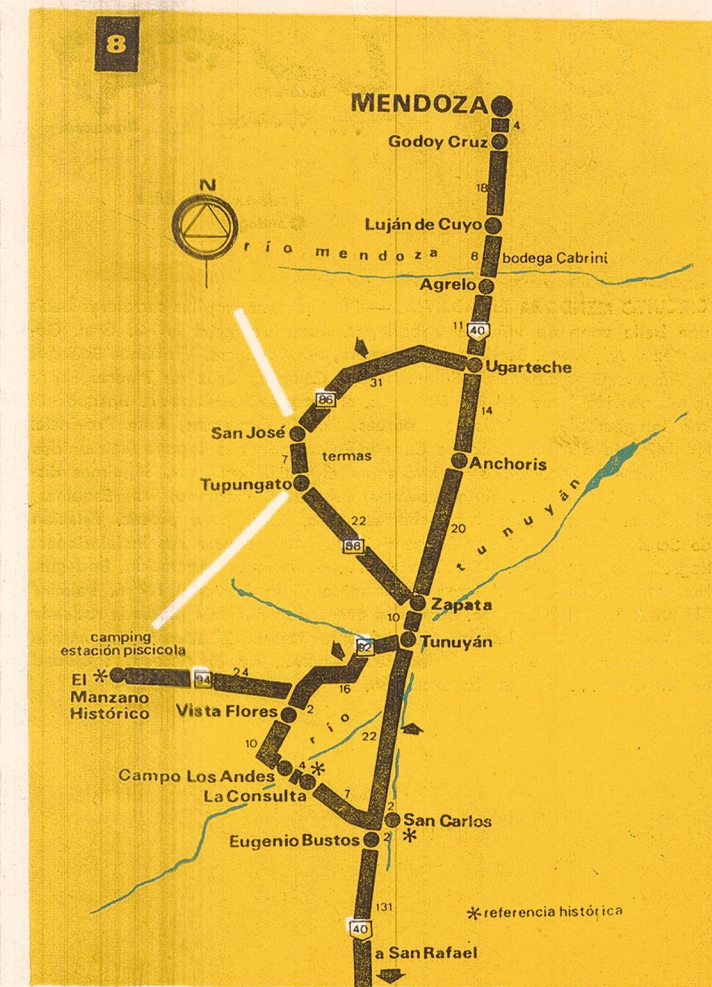 8
MENDOZA
4
Godoy Cruz
18
N
Luján de Cuyo
río mendoza
8
bodega Cabrini
Agrelo
11
40
Ugarteche
31
86
14
San José
7
termas
Anchoris
Tupungato
22
88
20
tunuyán
Zapata
10
Tunuyán
92
camping
estación piscicola
El
Manzano
Histórico
94
24
16
Vista Flores
2
río
10
22
Campo Los Andes
4
La Consulta
7
2
San Carlos
Eugenio Bustos
2
131
referencia histórica
40
a San Rafael